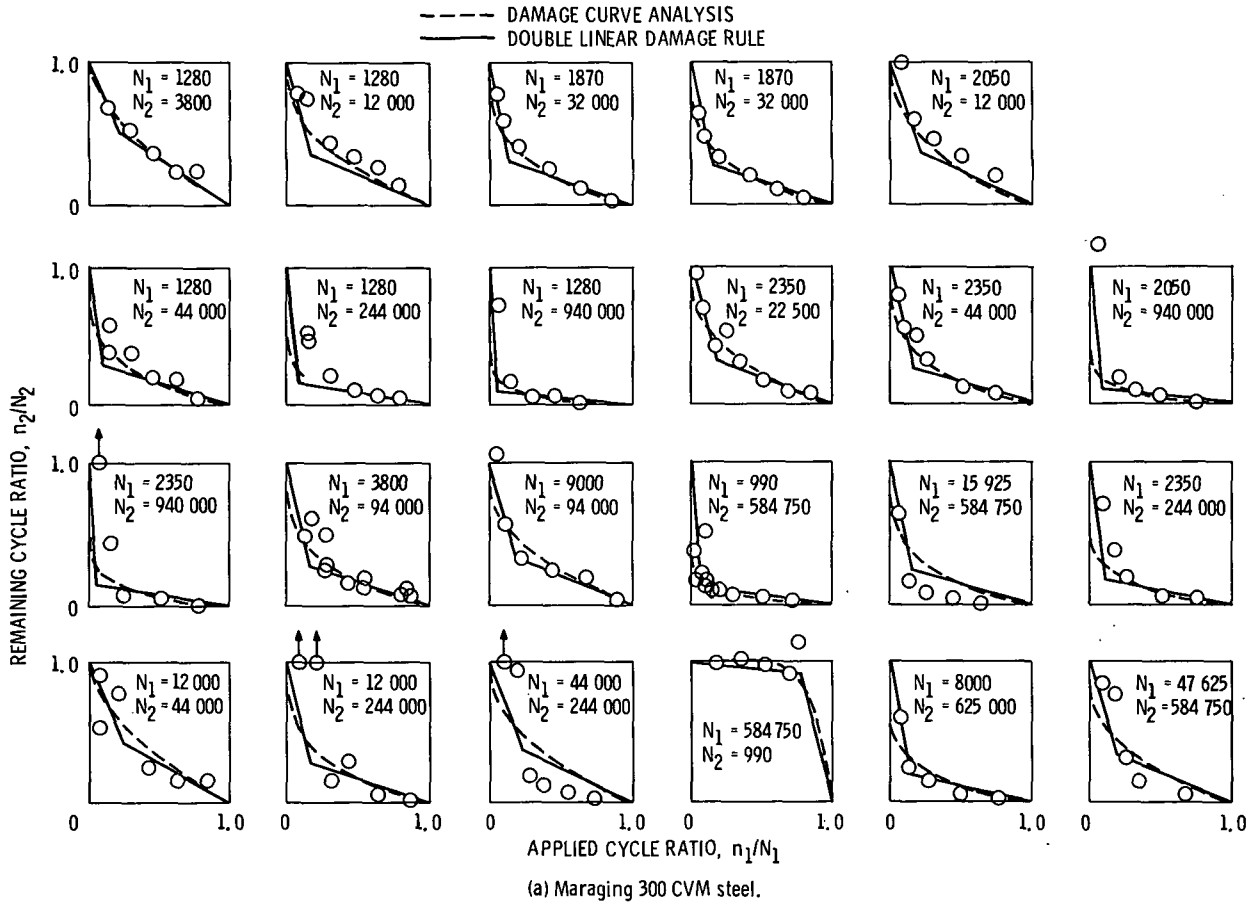 DAMAGE CURVE ANALYSIS
DOUBLE LINEAR DAMAGE RULE
1.0
N1 = 1280
N2 = 3800
N1 = 1280
N2 = 12 000
N1 = 1870
N2 = 32 000
N1 = 1870
N2 = 32 000
N1 = 2050
N2 = 12 000
0
1.0
N1 = 1280
N2 = 44 000
N1 = 1280
N2 = 244 000
N1 = 1280
N2 = 940 000
N1 = 2350
N2 = 22 500
N1 = 2350
N2 = 44 000
N1 = 2050
N2 = 940 000
0
REMAINING CYCLE RATIO, n2/N2
1.0
N1 = 2350
N2 = 940 000
N1 = 3800
N2 = 94 000
N1 = 9000
N2 = 94 000
N1 = 990
N2 = 584 750
N1 = 15 925
N2 = 584 750
N1 = 2350
N2 = 244 000
0
1.0
N1 = 12 000
N2 = 44 000
N1 = 12 000
N2 = 244 000
N1 = 44 000
N2 = 244 000
N1 = 584 750
N2 = 990
N1 = 8000
N2 = 625 000
N1 = 47 625
N2 = 584 750
0 0 1.0 0 1.0 0 1.0 0 1.0 0 1.0 0 1.0
APPLIED CYCLE RATIO, n1/N1
(a) Maraging 300 CVM steel.